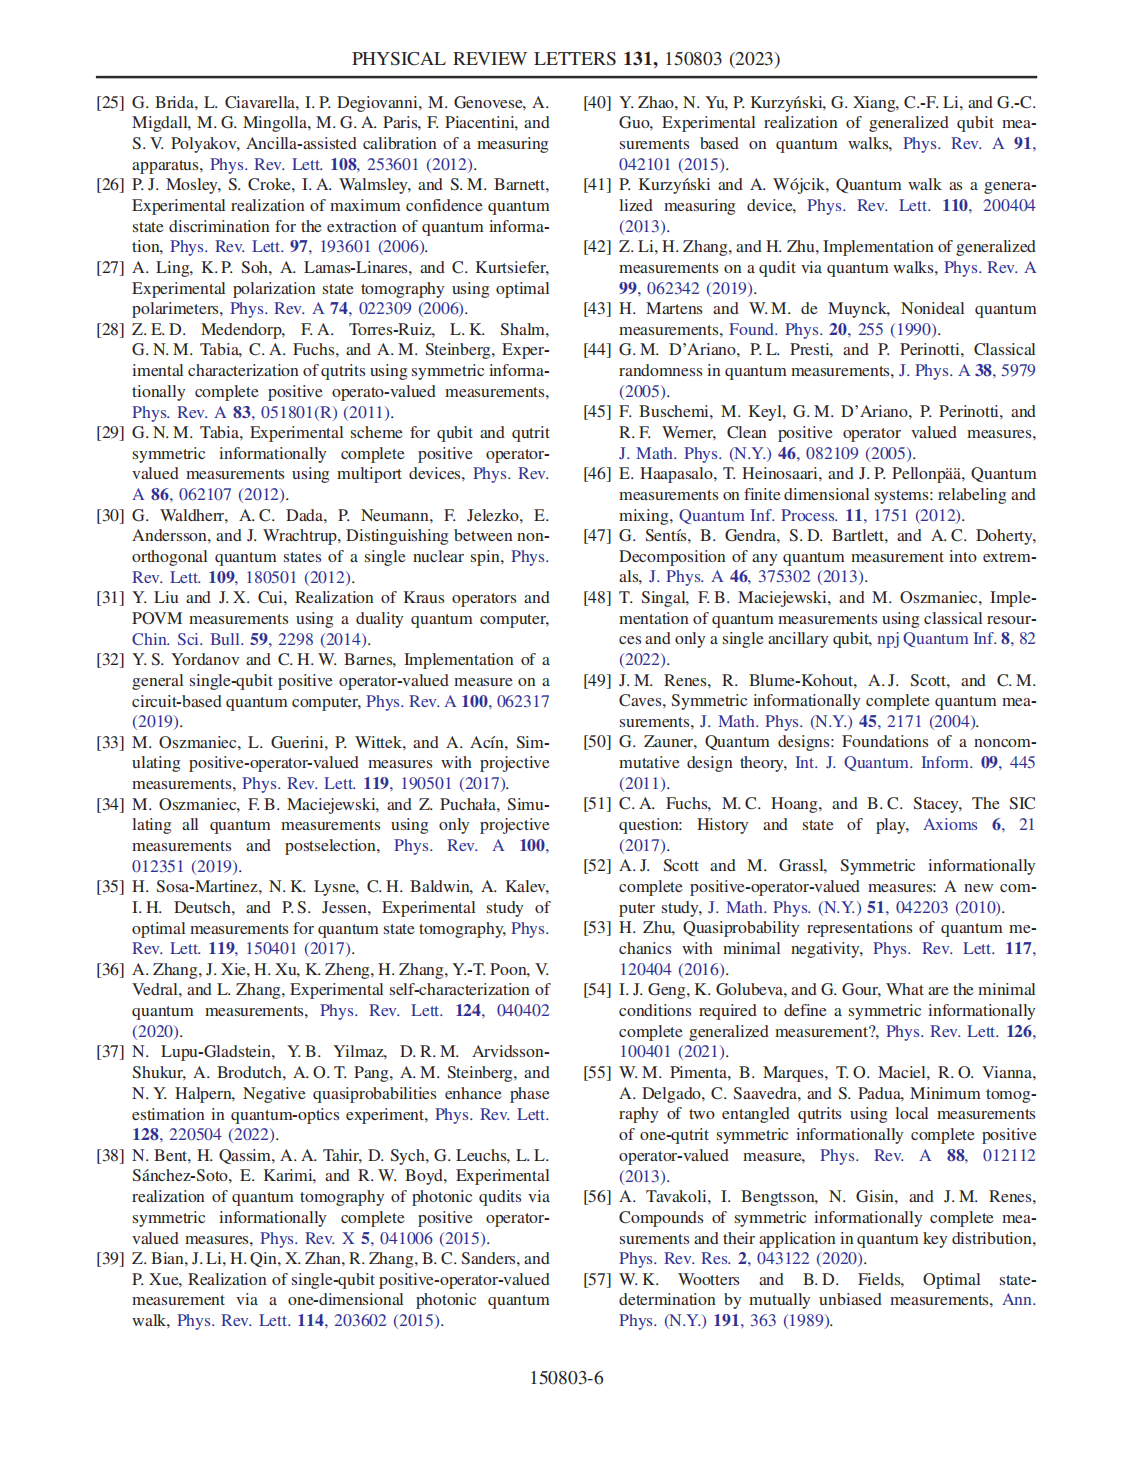 PHYSICAL REVIEW LETTERS 131, 150803 (2023)
[25] G. Brida, L. Ciavarella, I. P. Degiovanni, M. Genovese, A.
Migdall, M. G. Mingolla, M. G. A. Paris, F. Piacentini, and
S. V. Polyakov, Ancilla-assisted calibration of a measuring
apparatus, Phys. Rev. Lett. 108, 253601 (2012).
[26] P. J. Mosley, S. Croke, I. A. Walmsley, and S. M. Barnett,
Experimental realization of maximum confidence quantum
state discrimination for the extraction of quantum informa-
tion, Phys. Rev. Lett. 97, 193601 (2006).
[27] A. Ling, K. P. Soh, A. Lamas-Linares, and C. Kurtsiefer,
Experimental polarization state tomography using optimal
polarimeters, Phys. Rev. A 74, 022309 (2006).
[28] Z. E. D. Medendorp, F. A. Torres-Ruiz, L. K. Shalm,
G. N. M. Tabia, C. A. Fuchs, and A. M. Steinberg, Exper-
imental characterization of qutrits using symmetric informa-
tionally complete positive operato-valued measurements,
Phys. Rev. A 83, 051801(R) (2011).
[29] G. N. M. Tabia, Experimental scheme for qubit and qutrit
symmetric informationally complete positive operator-
valued measurements using multiport devices, Phys. Rev.
A 86, 062107 (2012).
[30] G. Waldherr, A. C. Dada, P. Neumann, F. Jelezko, E.
Andersson, and J. Wrachtrup, Distinguishing between non-
orthogonal quantum states of a single nuclear spin, Phys.
Rev. Lett. 109, 180501 (2012).
[31] Y. Liu and J. X. Cui, Realization of Kraus operators and
POVM measurements using a duality quantum computer,
Chin. Sci. Bull. 59, 2298 (2014).
[32] Y. S. Yordanov and C. H. W. Barnes, Implementation of a
general single-qubit positive operator-valued measure on a
circuit-based quantum computer, Phys. Rev. A 100, 062317
(2019).
[33] M. Oszmaniec, L. Guerini, P. Wittek, and A. Acín, Sim-
ulating positive-operator-valued measures with projective
measurements, Phys. Rev. Lett. 119, 190501 (2017).
[34] M. Oszmaniec, F. B. Maciejewski, and Z. Puchała, Simu-
lating all quantum measurements using only projective
measurements and postselection, Phys. Rev. A 100,
012351 (2019).
[35] H. Sosa-Martinez, N. K. Lysne, C. H. Baldwin, A. Kalev,
I. H. Deutsch, and P. S. Jessen, Experimental study of
optimal measurements for quantum state tomography, Phys.
Rev. Lett. 119, 150401 (2017).
[36] A. Zhang, J. Xie, H. Xu, K. Zheng, H. Zhang, Y.-T. Poon, V.
Vedral, and L. Zhang, Experimental self-characterization of
quantum measurements, Phys. Rev. Lett. 124, 040402
(2020).
[37] N. Lupu-Gladstein, Y. B. Yilmaz, D. R. M. Arvidsson-
Shukur, A. Brodutch, A. O. T. Pang, A. M. Steinberg, and
N. Y. Halpern, Negative quasiprobabilities enhance phase
estimation in quantum-optics experiment, Phys. Rev. Lett.
128, 220504 (2022).
[38] N. Bent, H. Qassim, A. A. Tahir, D. Sych, G. Leuchs, L. L.
Sánchez-Soto, E. Karimi, and R. W. Boyd, Experimental
realization of quantum tomography of photonic qudits via
symmetric informationally complete positive operator-
valued measures, Phys. Rev. X 5, 041006 (2015).
[39] Z. Bian, J. Li, H. Qin, X. Zhan, R. Zhang, B. C. Sanders, and
P. Xue, Realization of single-qubit positive-operator-valued
measurement via a one-dimensional photonic quantum
walk, Phys. Rev. Lett. 114, 203602 (2015).
[40] Y. Zhao, N. Yu, P. Kurzyński, G. Xiang, C.-F. Li, and G.-C.
Guo, Experimental realization of generalized qubit mea-
surements based on quantum walks, Phys. Rev. A 91,
042101 (2015).
[41] P. Kurzyński and A. Wójcik, Quantum walk as a genera-
lized measuring device, Phys. Rev. Lett. 110, 200404
(2013).
[42] Z. Li, H. Zhang, and H. Zhu, Implementation of generalized
measurements on a qudit via quantum walks, Phys. Rev. A
99, 062342 (2019).
[43] H. Martens and W. M. de Muynck, Nonideal quantum
measurements, Found. Phys. 20, 255 (1990).
[44] G. M. D'Ariano, P. L. Presti, and P. Perinotti, Classical
randomness in quantum measurements, J. Phys. A 38, 5979
(2005).
[45] F. Buschemi, M. Keyl, G. M. D'Ariano, P. Perinotti, and
R. F. Werner, Clean positive operator valued measures,
J. Math. Phys. (N.Y.) 46, 082109 (2005).
[46] E. Haapasalo, T. Heinosaari, and J. P. Pellonpää, Quantum
measurements on finite dimensional systems: relabeling and
mixing, Quantum Inf. Process. 11, 1751 (2012).
[47] G. Sentís, B. Gendra, S. D. Bartlett, and A. C. Doherty,
Decomposition of any quantum measurement into extrem-
als, J. Phys. A 46, 375302 (2013).
[48] T. Singal, F. B. Maciejewski, and M. Oszmaniec, Imple-
mentation of quantum measurements using classical resour-
ces and only a single ancillary qubit, npj Quantum Inf. 8, 82
(2022).
[49] J. M. Renes, R. Blume-Kohout, A. J. Scott, and C. M.
Caves, Symmetric informationally complete quantum mea-
surements, J. Math. Phys. (N.Y.) 45, 2171 (2004).
[50] G. Zauner, Quantum designs: Foundations of a noncom-
mutative design theory, Int. J. Quantum. Inform. 09, 445
(2011).
[51] C. A. Fuchs, M. C. Hoang, and B. C. Stacey, The SIC
question: History and state of play, Axioms 6, 21
(2017).
[52] A. J. Scott and M. Grassl, Symmetric informationally
complete positive-operator-valued measures: A new com-
puter study, J. Math. Phys. (N.Y.) 51, 042203 (2010).
[53] H. Zhu, Quasiprobability representations of quantum me-
chanics with minimal negativity, Phys. Rev. Lett. 117,
120404 (2016).
[54] I. J. Geng, K. Golubeva, and G. Gour, What are the minimal
conditions required to define a symmetric informationally
complete generalized measurement?, Phys. Rev. Lett. 126,
100401 (2021).
[55] W. M. Pimenta, B. Marques, T. O. Maciel, R. O. Vianna,
A. Delgado, C. Saavedra, and S. Padua, Minimum tomog-
raphy of two entangled qutrits using local measurements
of one-qutrit symmetric informationally complete positive
operator-valued measure, Phys. Rev. A 88, 012112
(2013).
[56] A. Tavakoli, I. Bengtsson, N. Gisin, and J. M. Renes,
Compounds of symmetric informationally complete mea-
surements and their application in quantum key distribution,
Phys. Rev. Res. 2, 043122 (2020).
[57] W. K. Wootters and B. D. Fields, Optimal state-
determination by mutually unbiased measurements, Ann.
Phys. (N.Y.) 191, 363 (1989).
150803-6